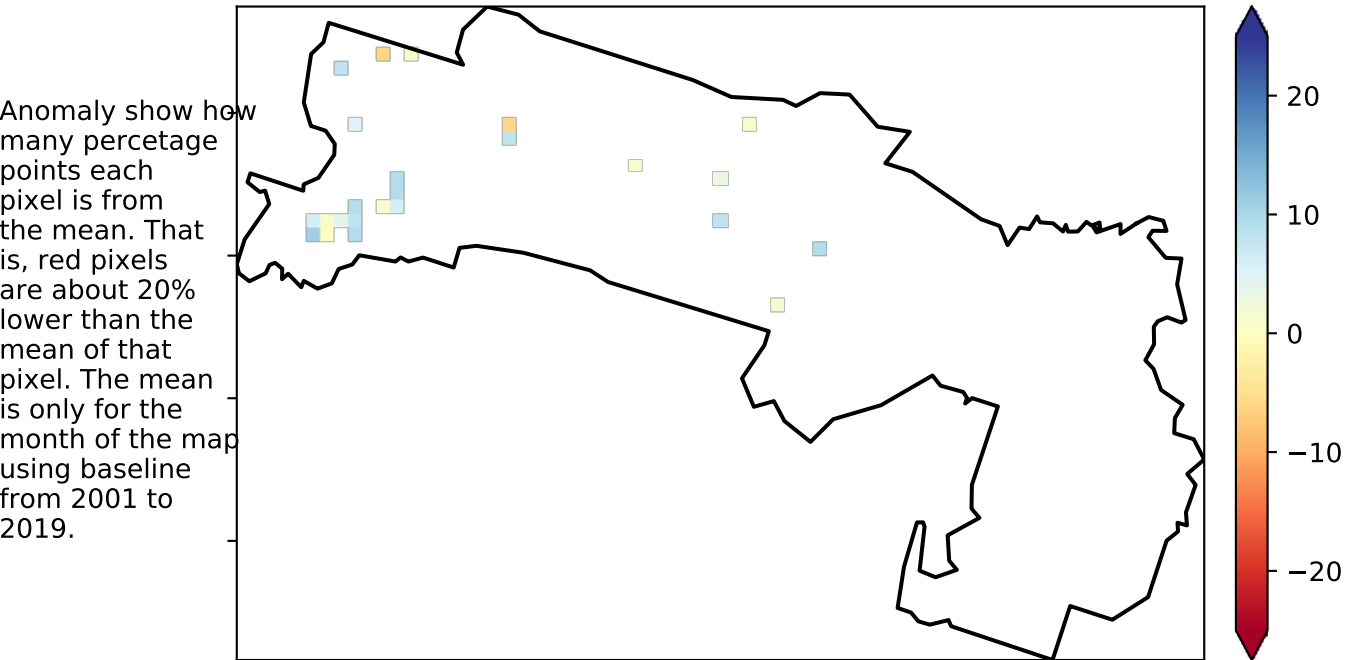 Anomaly show how
many percetage
points each
pixel is from
the mean. That
is, red pixels
are about 20%
lower than the
mean of that
pixel. The mean
is only for the
month of the map
using baseline
from 2001 to
2019.
20
10
0
−10
−20